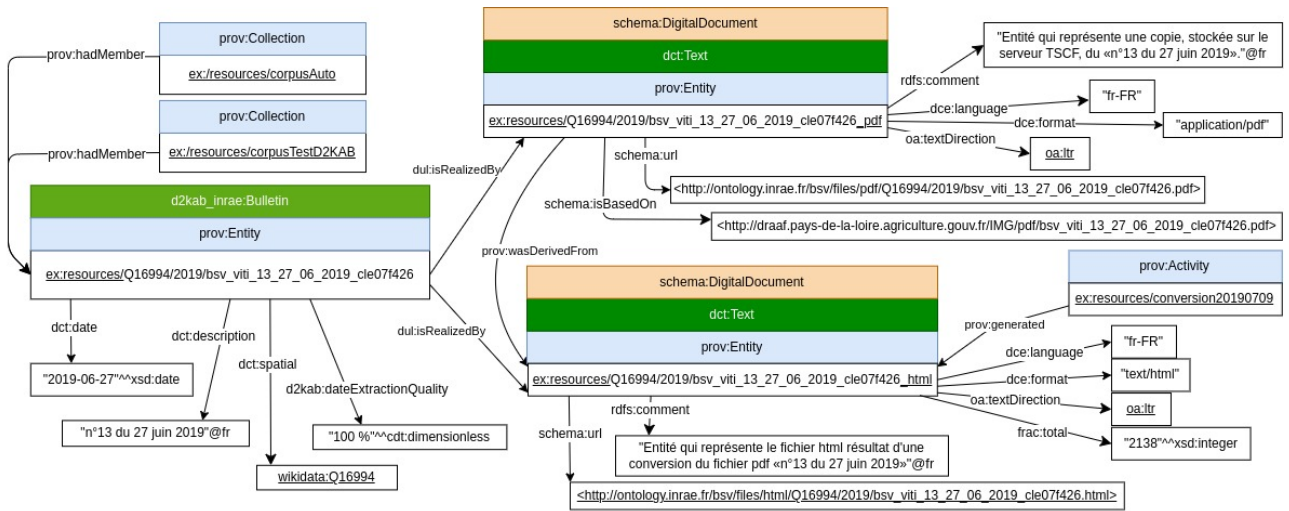 prov:Collection
ex:/resources/corpusAuto
prov:hadMember
prov:Collection
ex:/resources/corpusTestD2KAB
prov:hadMember
d2kab_inrae:Bulletin
prov:Entity
ex:resources/Q16994/2019/bsv_viti_13_27_06_2019_cle07f426
dct:date
"2019-06-27"^^xsd:date
dct:description
"n°13 du 27 juin 2019"@fr
dct:spatial
wikidata:Q16994
d2kab:dateExtractionQuality
"100 %"^^cdt:dimensionless
dul:isRealizedBy
dul:isRealizedBy
schema:DigitalDocument
dct:Text
prov:Entity
ex:resources/Q16994/2019/bsv_viti_13_27_06_2019_cle07f426_pdf
rdfs:comment
"Entité qui représente une copie, stockée sur le
serveur TSCF, du «n°13 du 27 juin 2019»."@fr
dce:language
"fr-FR"
dce:format
"application/pdf"
oa:textDirection
oa:ltr
schema:url
<http://ontology.inrae.fr/bsv/files/pdf/Q16994/2019/bsv_viti_13_27_06_2019_cle07f426.pdf>
schema:isBasedOn
<http://draaf.pays-de-la-loire.agriculture.gouv.fr/IMG/pdf/bsv_viti_13_27_06_2019_cle07f426.pdf>
prov:wasDerivedFrom
schema:DigitalDocument
dct:Text
prov:Entity
ex:resources/Q16994/2019/bsv_viti_13_27_06_2019_cle07f426_html
prov:Activity
ex:resources/conversion20190709
prov:generated
dce:language
"fr-FR"
dce:format
"text/html"
oa:textDirection
oa:ltr
frac:total
"2138"^^xsd:integer
rdfs:comment
"Entité qui représente le fichier html résultat d'une
conversion du fichier pdf «n°13 du 27 juin 2019»"@fr
schema:url
<http://ontology.inrae.fr/bsv/files/html/Q16994/2019/bsv_viti_13_27_06_2019_cle07f426.html>